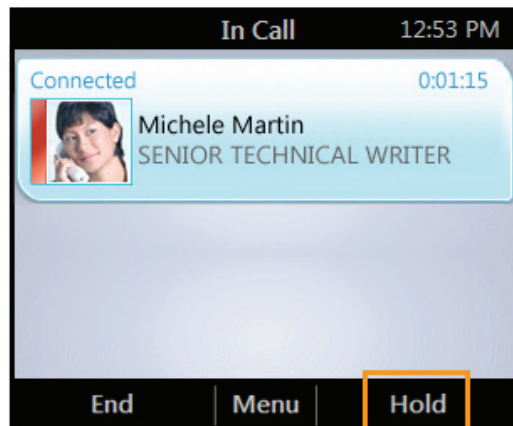 In Call 12:53 PM
Connected 0:01:15
Michele Martin
SENIOR TECHNICAL WRITER
End Menu Hold